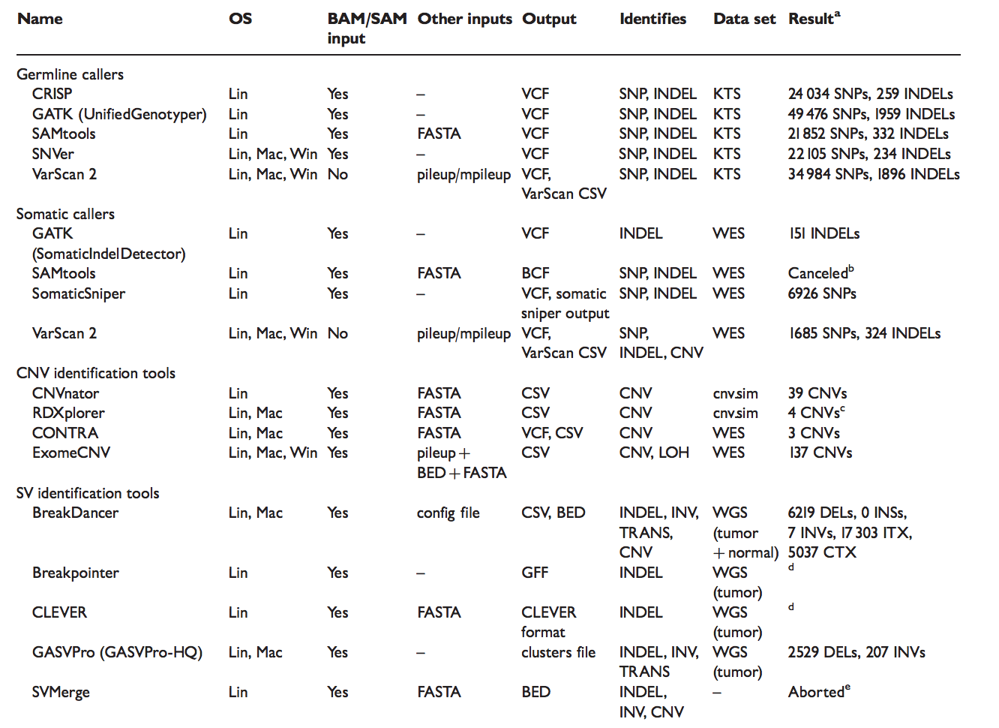 Name OS BAM/SAM Other inputs Output Identifies Data set Resultᵃ
input
Germline callers
CRISP Lin Yes – VCF SNP, INDEL KTS 24 034 SNPs, 259 INDELs
GATK (UnifiedGenotyper) Lin Yes – VCF SNP, INDEL KTS 49 476 SNPs, 1959 INDELs
SAMtools Lin Yes FASTA VCF SNP, INDEL KTS 21 852 SNPs, 332 INDELs
SNVer Lin, Mac, Win Yes – VCF SNP, INDEL KTS 22 105 SNPs, 234 INDELs
VarScan 2 Lin, Mac, Win No pileup/mpileup VCF, SNP, INDEL KTS 34 984 SNPs, 1896 INDELs
VarScan CSV
Somatic callers
GATK Lin Yes – VCF INDEL WES 151 INDELs
(SomaticIndelDetector)
SAMtools Lin Yes FASTA BCF SNP, INDEL WES Canceledᵇ
SomaticSniper Lin Yes – VCF, somatic SNP, INDEL WES 6926 SNPs
sniper output
VarScan 2 Lin, Mac, Win No pileup/mpileup VCF, SNP, WES 1685 SNPs, 324 INDELs
VarScan CSV INDEL, CNV
CNV identification tools
CNVnator Lin Yes FASTA CSV CNV cnv.sim 39 CNVs
RDXplorer Lin, Mac Yes FASTA CSV CNV cnv.sim 4 CNVsᶜ
CONTRA Lin, Mac Yes FASTA VCF, CSV CNV WES 3 CNVs
ExomeCNV Lin, Mac, Win Yes pileup + CSV CNV, LOH WES 137 CNVs
BED + FASTA
SV identification tools
BreakDancer Lin, Mac Yes config file CSV, BED INDEL, INV, WGS 6219 DELs, 0 INSs,
TRANS, (tumor 7 INVs, 17 303 ITX,
CNV + normal) 5037 CTX
Breakpointer Lin Yes – GFF INDEL WGS ᵈ
(tumor)
CLEVER Lin Yes FASTA CLEVER INDEL WGS ᵈ
format (tumor)
GASVPro (GASVPro-HQ) Lin, Mac Yes – clusters file INDEL, INV, WGS 2529 DELs, 207 INVs
TRANS (tumor)
SVMerge Lin Yes FASTA BED INDEL, – Abortedᵉ
INV, CNV